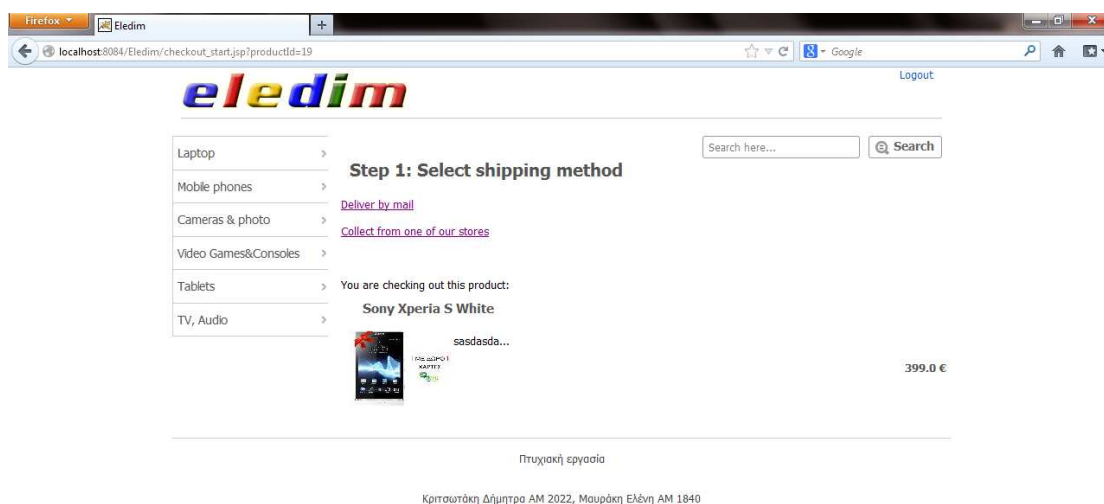 Firefox
Eledim
localhost:8084/Eledim/checkout_start.jsp?productId=19
Google
Logout
eledim
Search here...
Search
Laptop
Mobile phones
Cameras & photo
Video Games&Consoles
Tablets
TV, Audio
Step 1: Select shipping method
Deliver by mail
Collect from one of our stores
You are checking out this product:
Sony Xperia S White
sasdasda...
ΜΕ ΔΩΡΟ
399.0 €
Πτυχιακή εργασία
Κριτσωτάκη Δήμητρα ΑΜ 2022, Μαυράκη Ελένη ΑΜ 1840